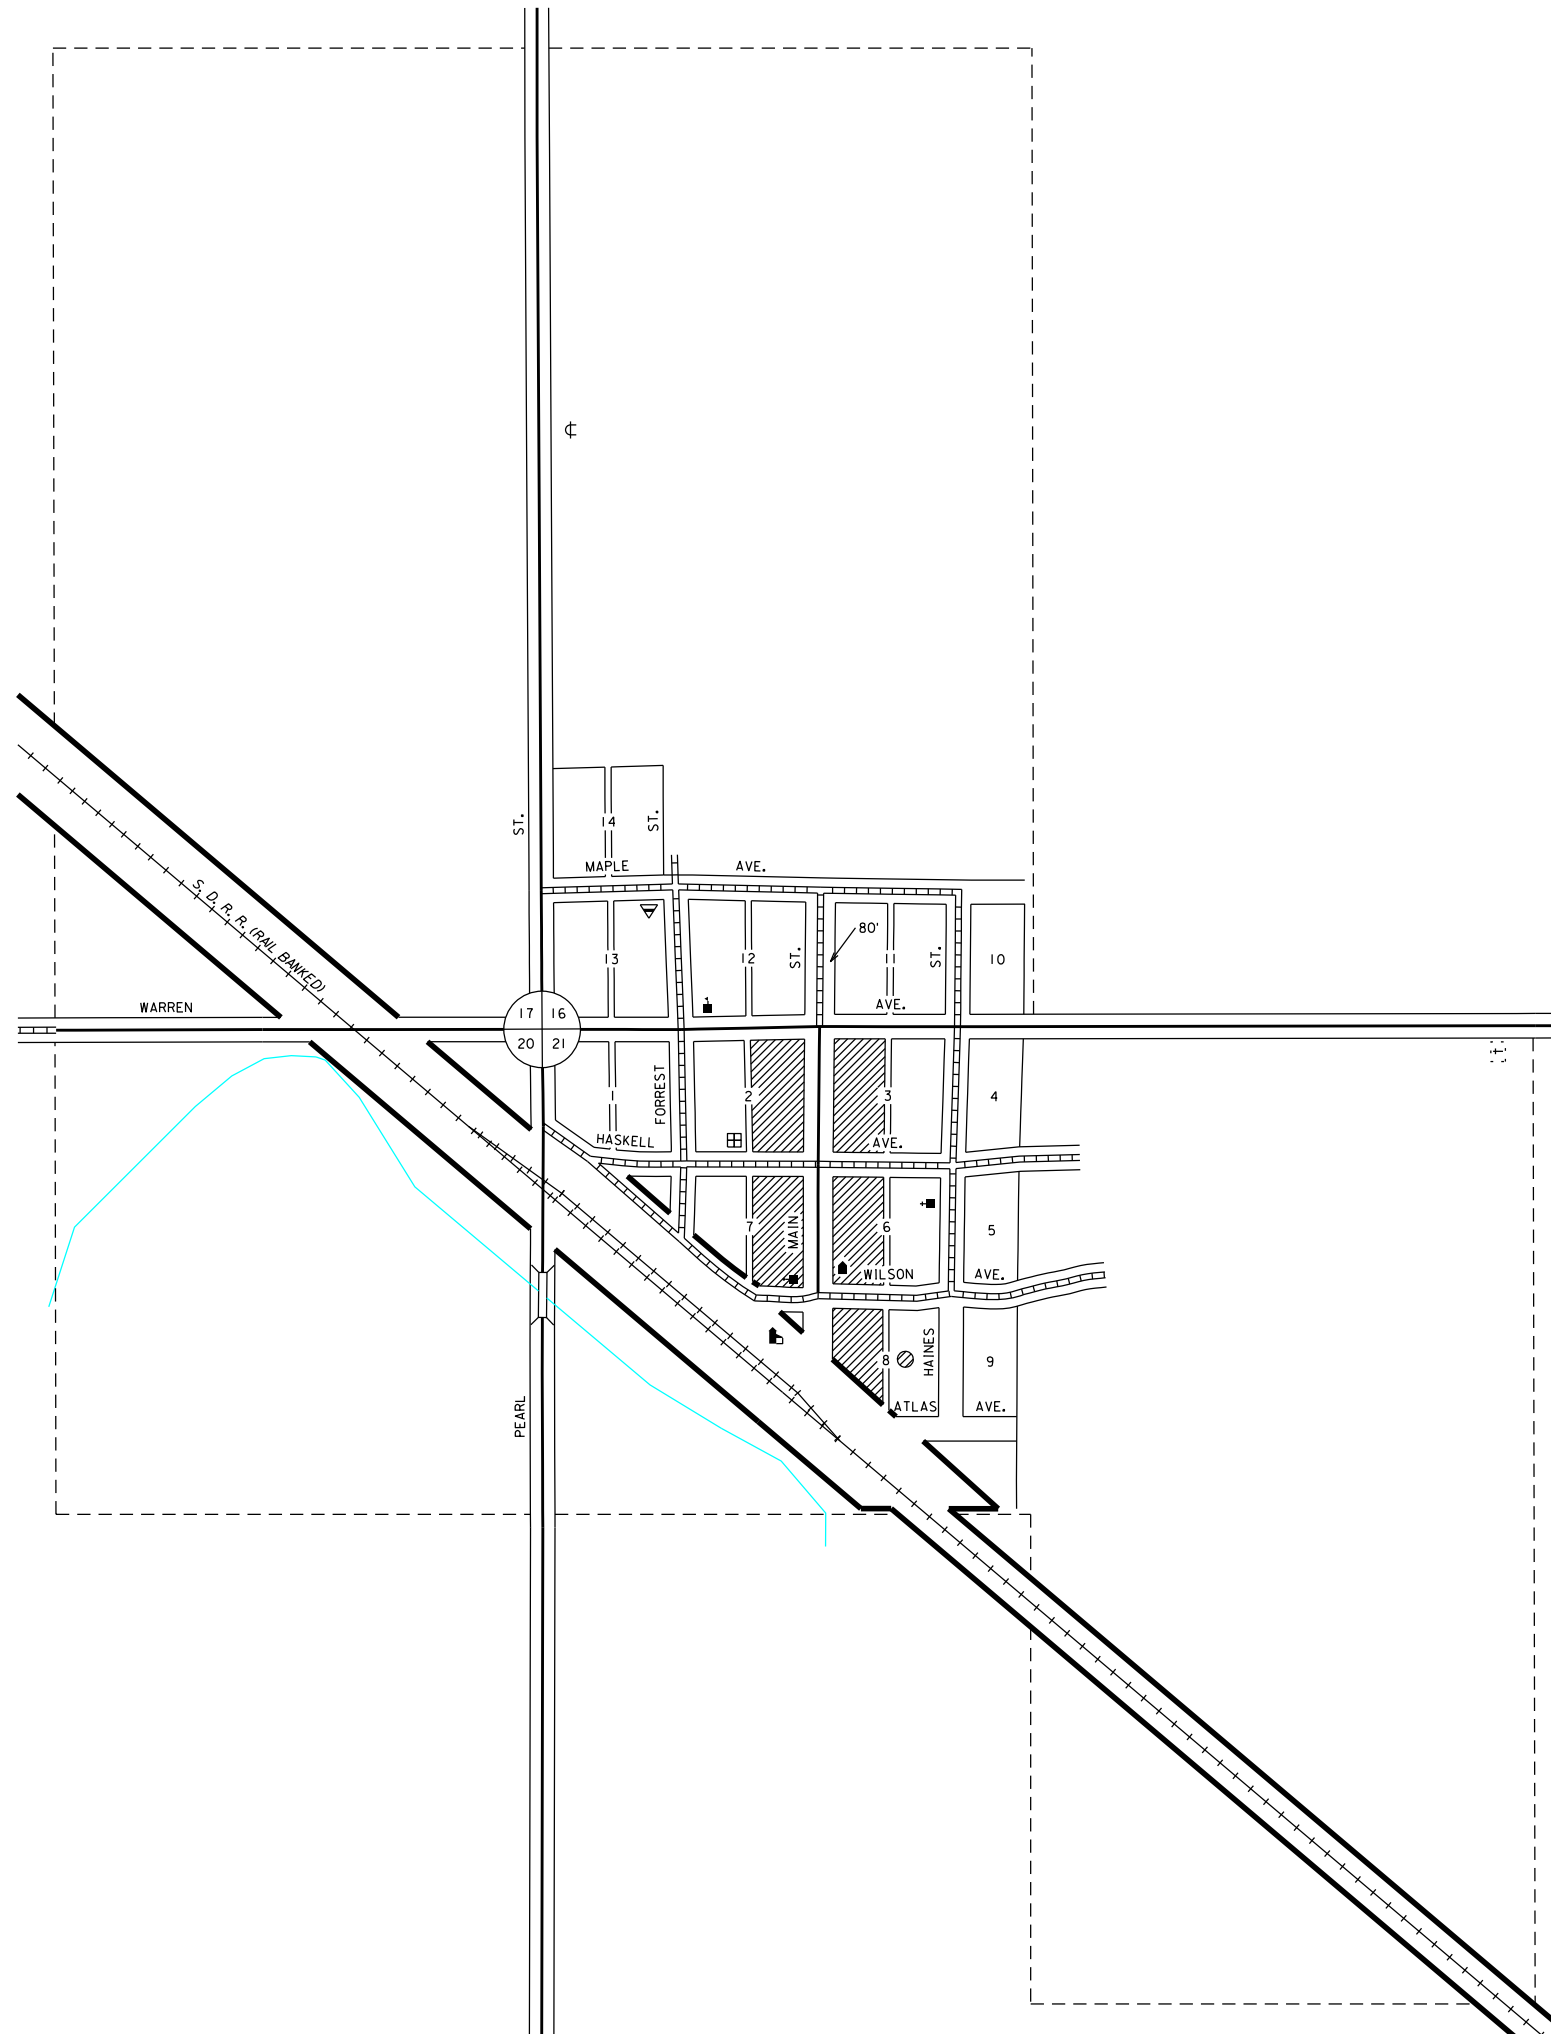 ST.
14
ST.
MAPLE
AVE.
S. D. R. R. (RAIL BANKED)
80'
13
12
ST.
11
ST.
10
WARREN
AVE.
17
16
20
21
1
FORREST
2
3
4
HASKELL
AVE.
7
MAIN
6
5
WILSON
AVE.
8
HAINES
9
PEARL
ATLAS
AVE.